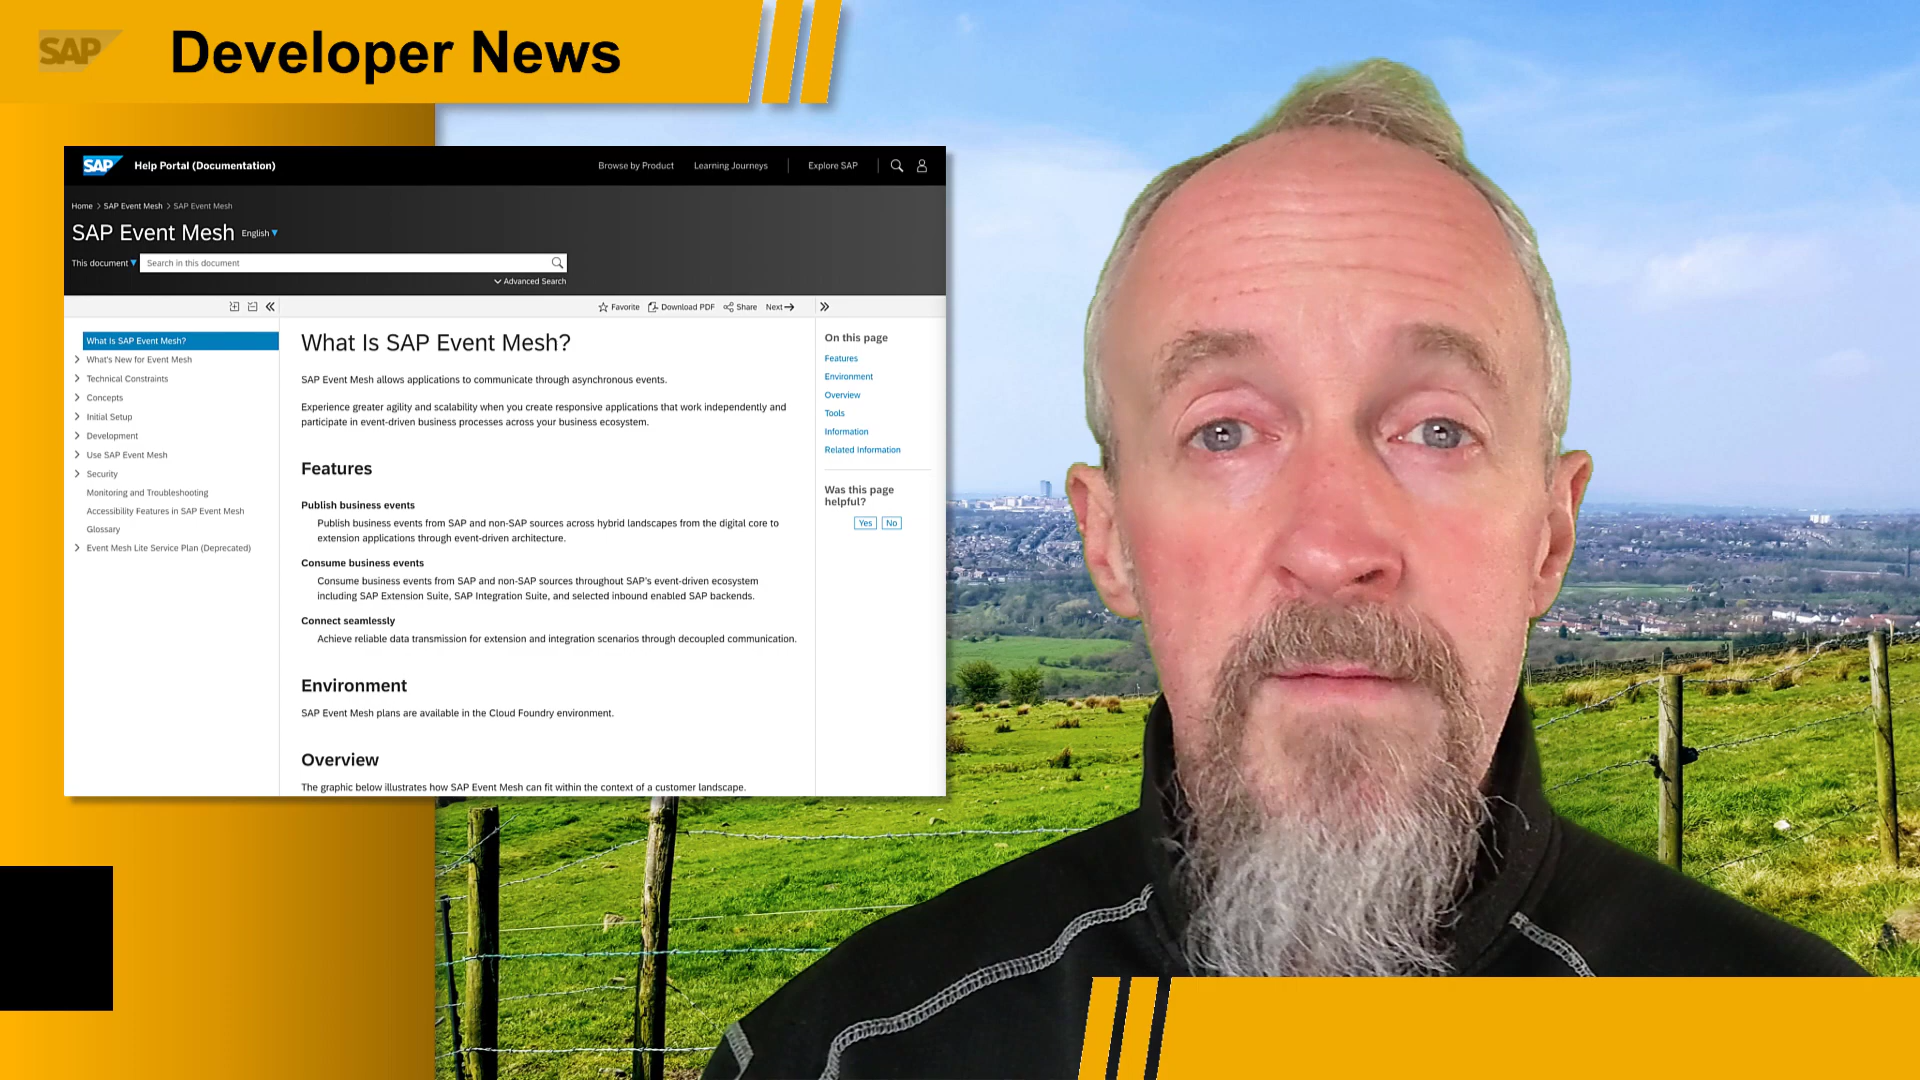 SAP Developer News
SAP Help Portal (Documentation) Browse by Product Learning Journeys Explore SAP
Home > SAP Event Mesh > SAP Event Mesh
SAP Event Mesh English
This document Search in this document
Advanced Search
Favorite Download PDF Share Next
What Is SAP Event Mesh?
What's New for Event Mesh
Technical Constraints
Concepts
Initial Setup
Development
Use SAP Event Mesh
Security
Monitoring and Troubleshooting
Accessibility Features in SAP Event Mesh
Glossary
Event Mesh Lite Service Plan (Deprecated)
What Is SAP Event Mesh?
SAP Event Mesh allows applications to communicate through asynchronous events.
Experience greater agility and scalability when you create responsive applications that work independently and
participate in event-driven business processes across your business ecosystem.
Features
Publish business events
Publish business events from SAP and non-SAP sources across hybrid landscapes from the digital core to
extension applications through event-driven architecture.
Consume business events
Consume business events from SAP and non-SAP sources throughout SAP's event-driven ecosystem
including SAP Extension Suite, SAP Integration Suite, and selected inbound enabled SAP backends.
Connect seamlessly
Achieve reliable data transmission for extension and integration scenarios through decoupled communication.
Environment
SAP Event Mesh plans are available in the Cloud Foundry environment.
Overview
The graphic below illustrates how SAP Event Mesh can fit within the context of a customer landscape.
On this page
Features
Environment
Overview
Tools
Information
Related Information
Was this page
helpful?
Yes No